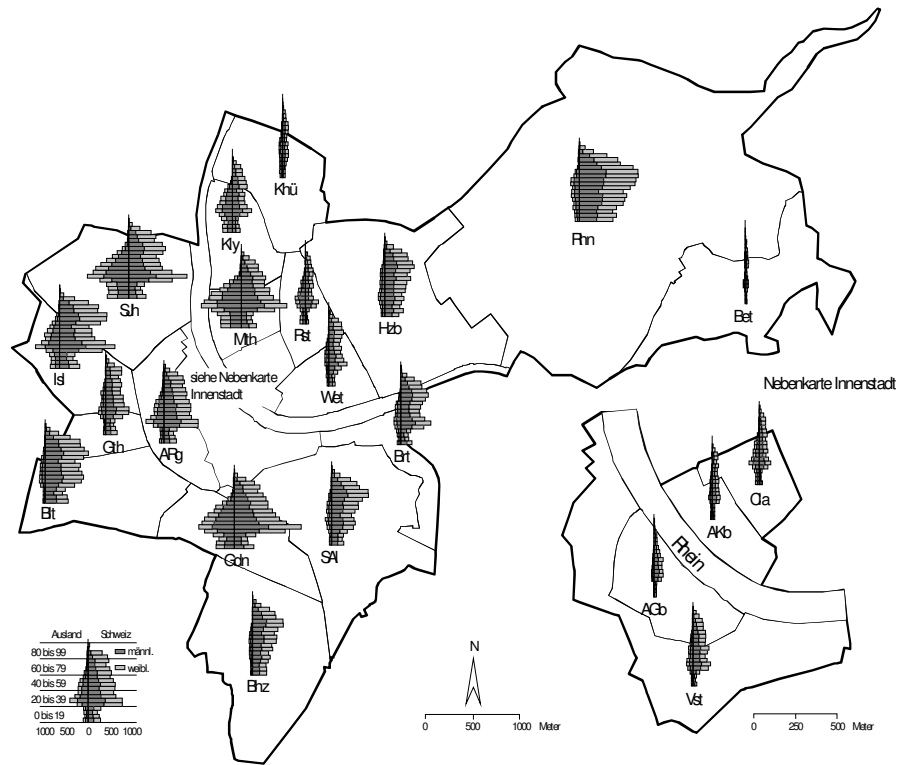 Khü
Kly
Rhn
SJh
Mth
Rst
Hzb
Bet
Isl
siehe Nebenkarte
Innenstadt
Wet
Nebenkarte Innenstadt
Gth
ARg
Brt
Blt
Gdn
SAl
Cla
AKb
Rhein
AGb
Vst
Bhz
N
0 500 1000 Meter
0 250 500 Meter
Ausland Schweiz
80 bis 99 männl.
60 bis 79 weibl.
40 bis 59
20 bis 39
0 bis 19
1000 500 0 500 1000